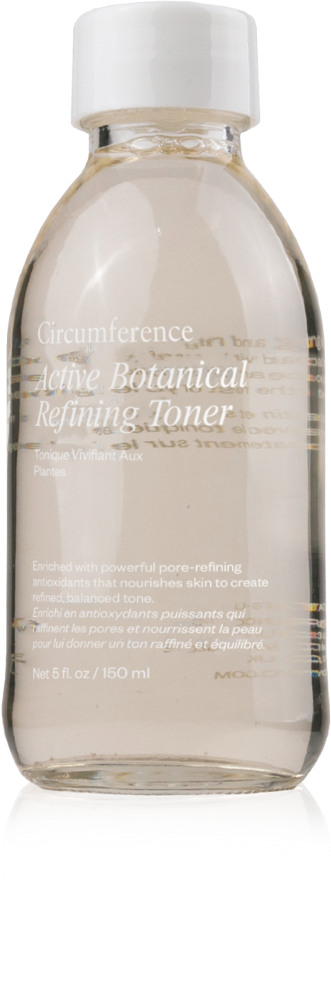 Circumference
Active Botanical
Refining Toner
Tonique Vivifiant Aux
Plantes
Enriched with powerful pore-refining
antioxidants that nourishes skin to create
refined, balanced tone.
Enrichi en antioxydants puissants qui
raffinent les pores et nourrissent la peau
pour lui donner un ton raffiné et équilibré.
Net 5 fl. oz / 150 ml